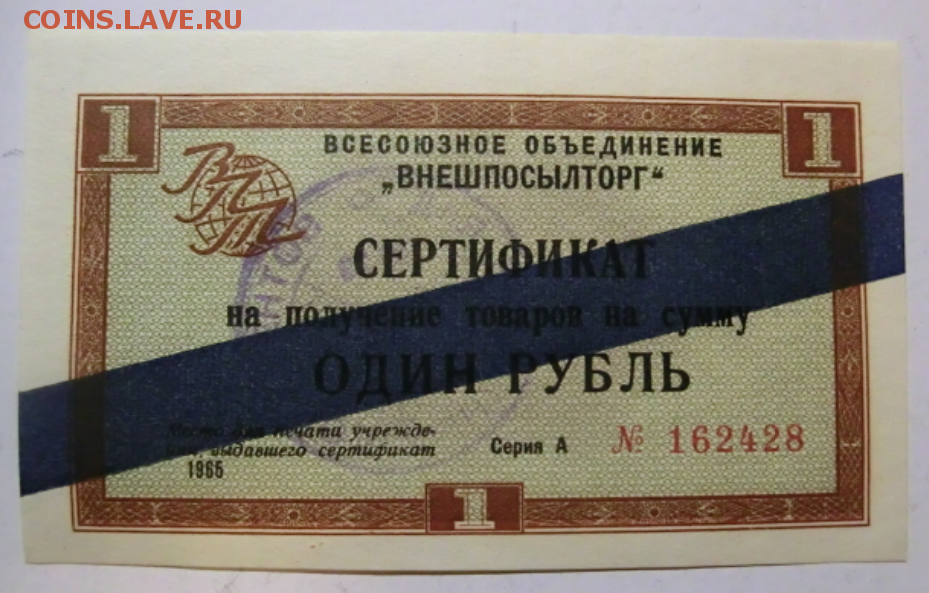 COINS.LAVE.RU
1
1
ВСЕСОЮЗНОЕ ОБЪЕДИНЕНИЕ
„ВНЕШПОСЫЛТОРГ“
ВПТ
СЕРТИФИКАТ
на получение товаров на сумму
ОДИН РУБЛЬ
Место для печати учрежде-
ния, выдавшего сертификат
1965
Серия А № 162428
1